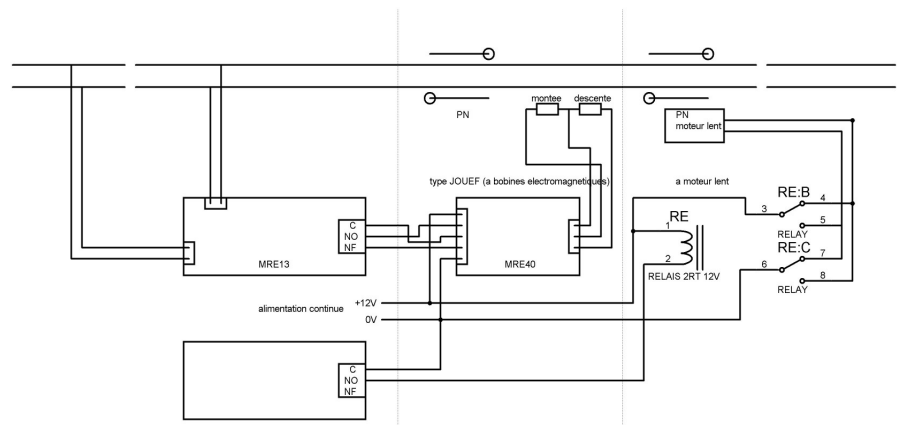 montee descente
PN
PN
moteur lent
type JOUEF (a bobines electromagnetiques)
a moteur lent
RE:B
3 4
5
RELAY
RE
1
2
RELAIS 2RT 12V
RE:C
6 7
8
RELAY
C
NO
NF
MRE13
MRE40
alimentation continue
+12V
0V
C
NO
NF